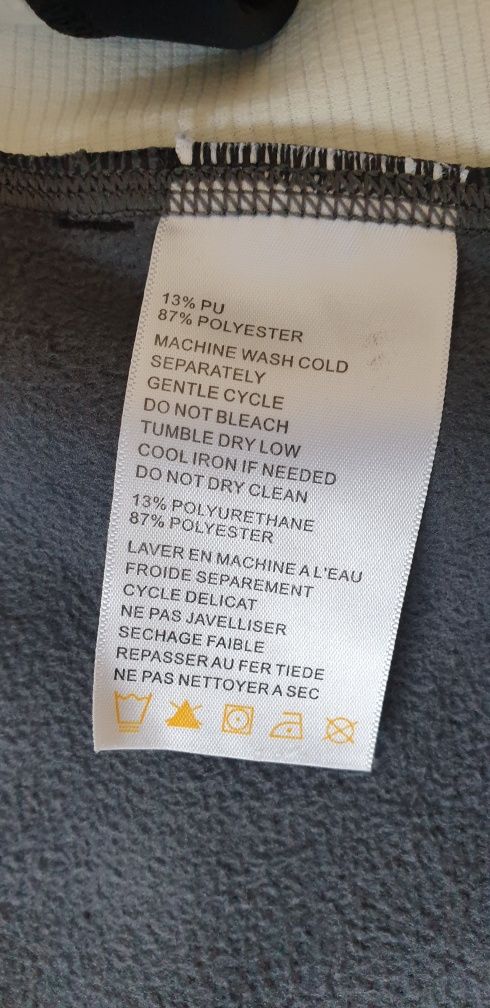 13% PU
87% POLYESTER
MACHINE WASH COLD
SEPARATELY
GENTLE CYCLE
DO NOT BLEACH
TUMBLE DRY LOW
COOL IRON IF NEEDED
DO NOT DRY CLEAN
13% POLYURETHANE
87% POLYESTER
LAVER EN MACHINE A L'EAU
FROIDE SEPAREMENT
CYCLE DELICAT
NE PAS JAVELLISER
SECHAGE FAIBLE
REPASSER AU FER TIEDE
NE PAS NETTOYER A SEC